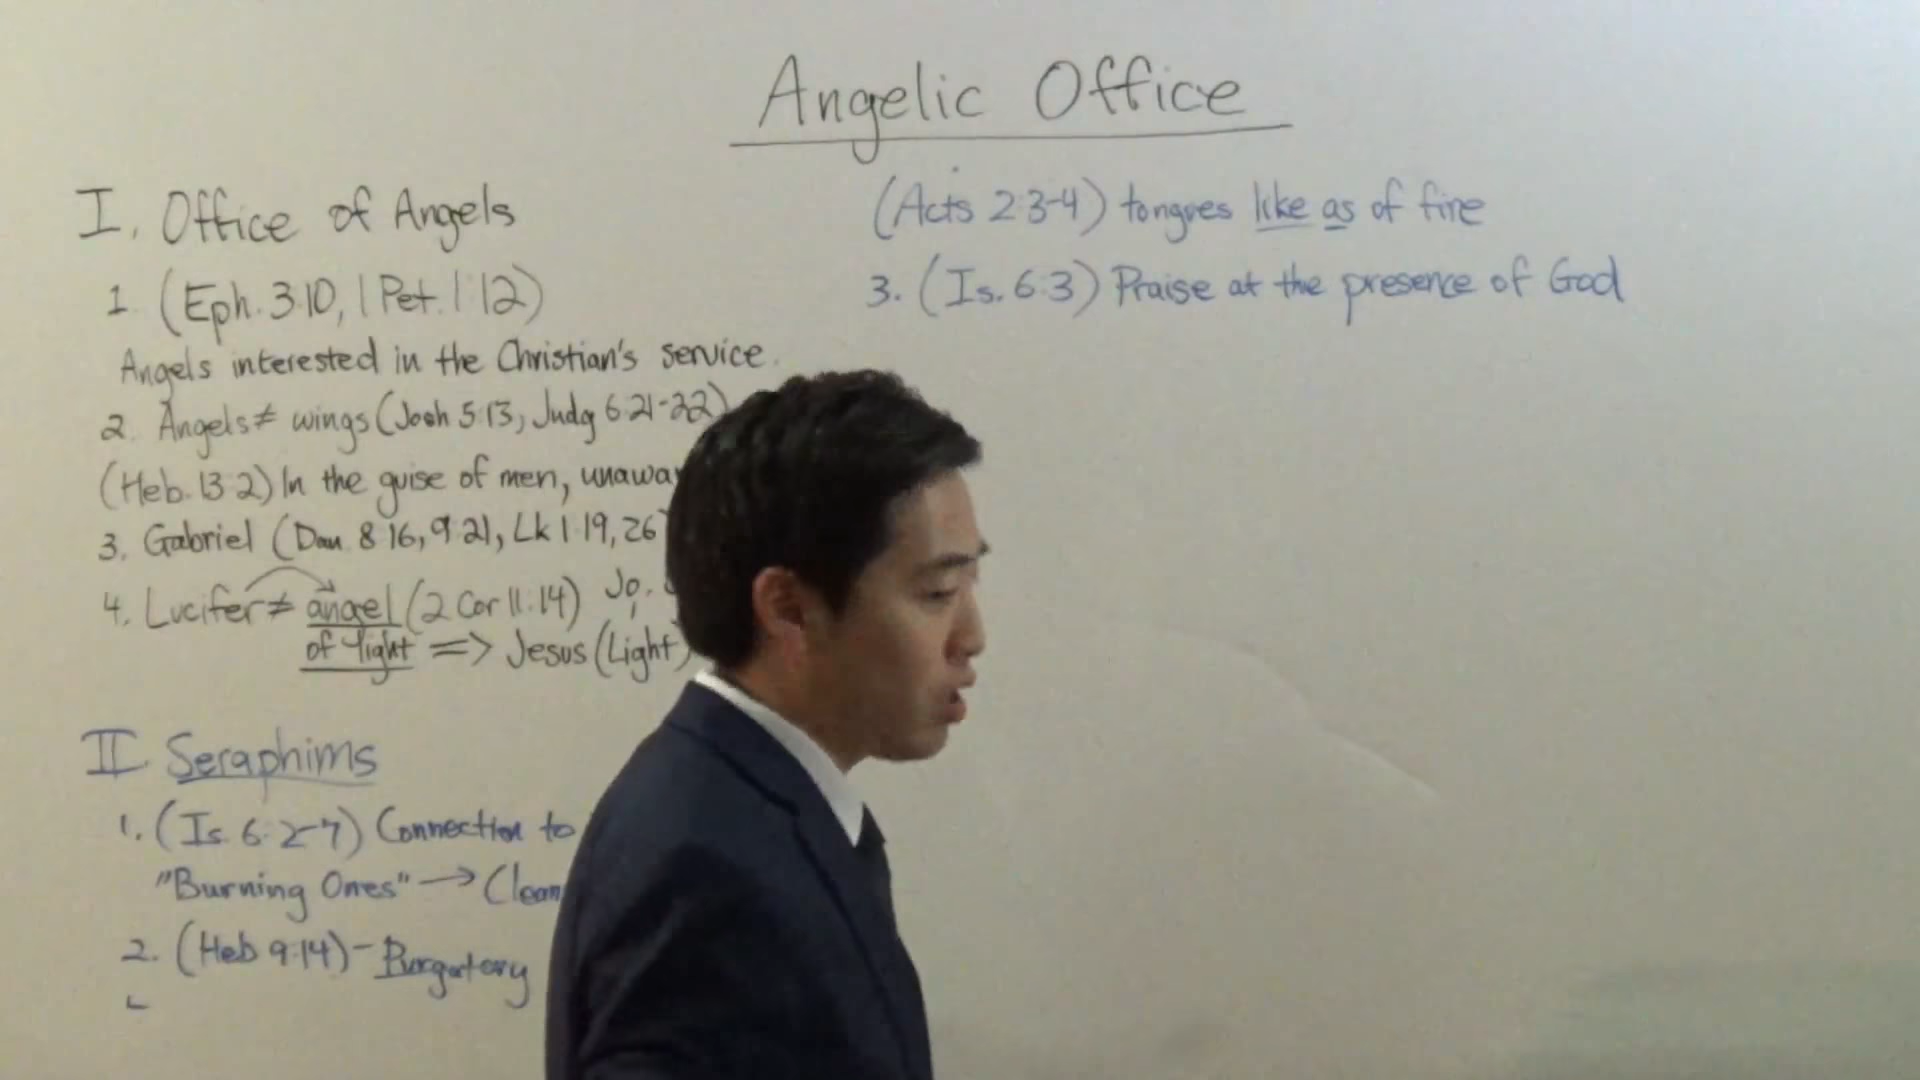 Angelic Office
I. Office of Angels
1. (Eph. 3:10, 1 Pet. 1:12)
Angels interested in the Christian's service.
2. Angels ≠ wings (Josh 5:13, Judg 6:21-22)
(Heb. 13:2) In the guise of men,
3. Gabriel (Dan 8:16, 9:21, Lk 1:19, 26
4. Lucifer ≠ angel (2 Cor 11:14) Jo.
of light => Jesus (Light)
II Seraphims
1. (Is. 6:2-7) Connection to
"Burning Ones" → Clean
2. (Heb 9:14) - Purgatory
(Acts 2:3-4) tongues like as of fire
3. (Is. 6:3) Praise at the presence of God